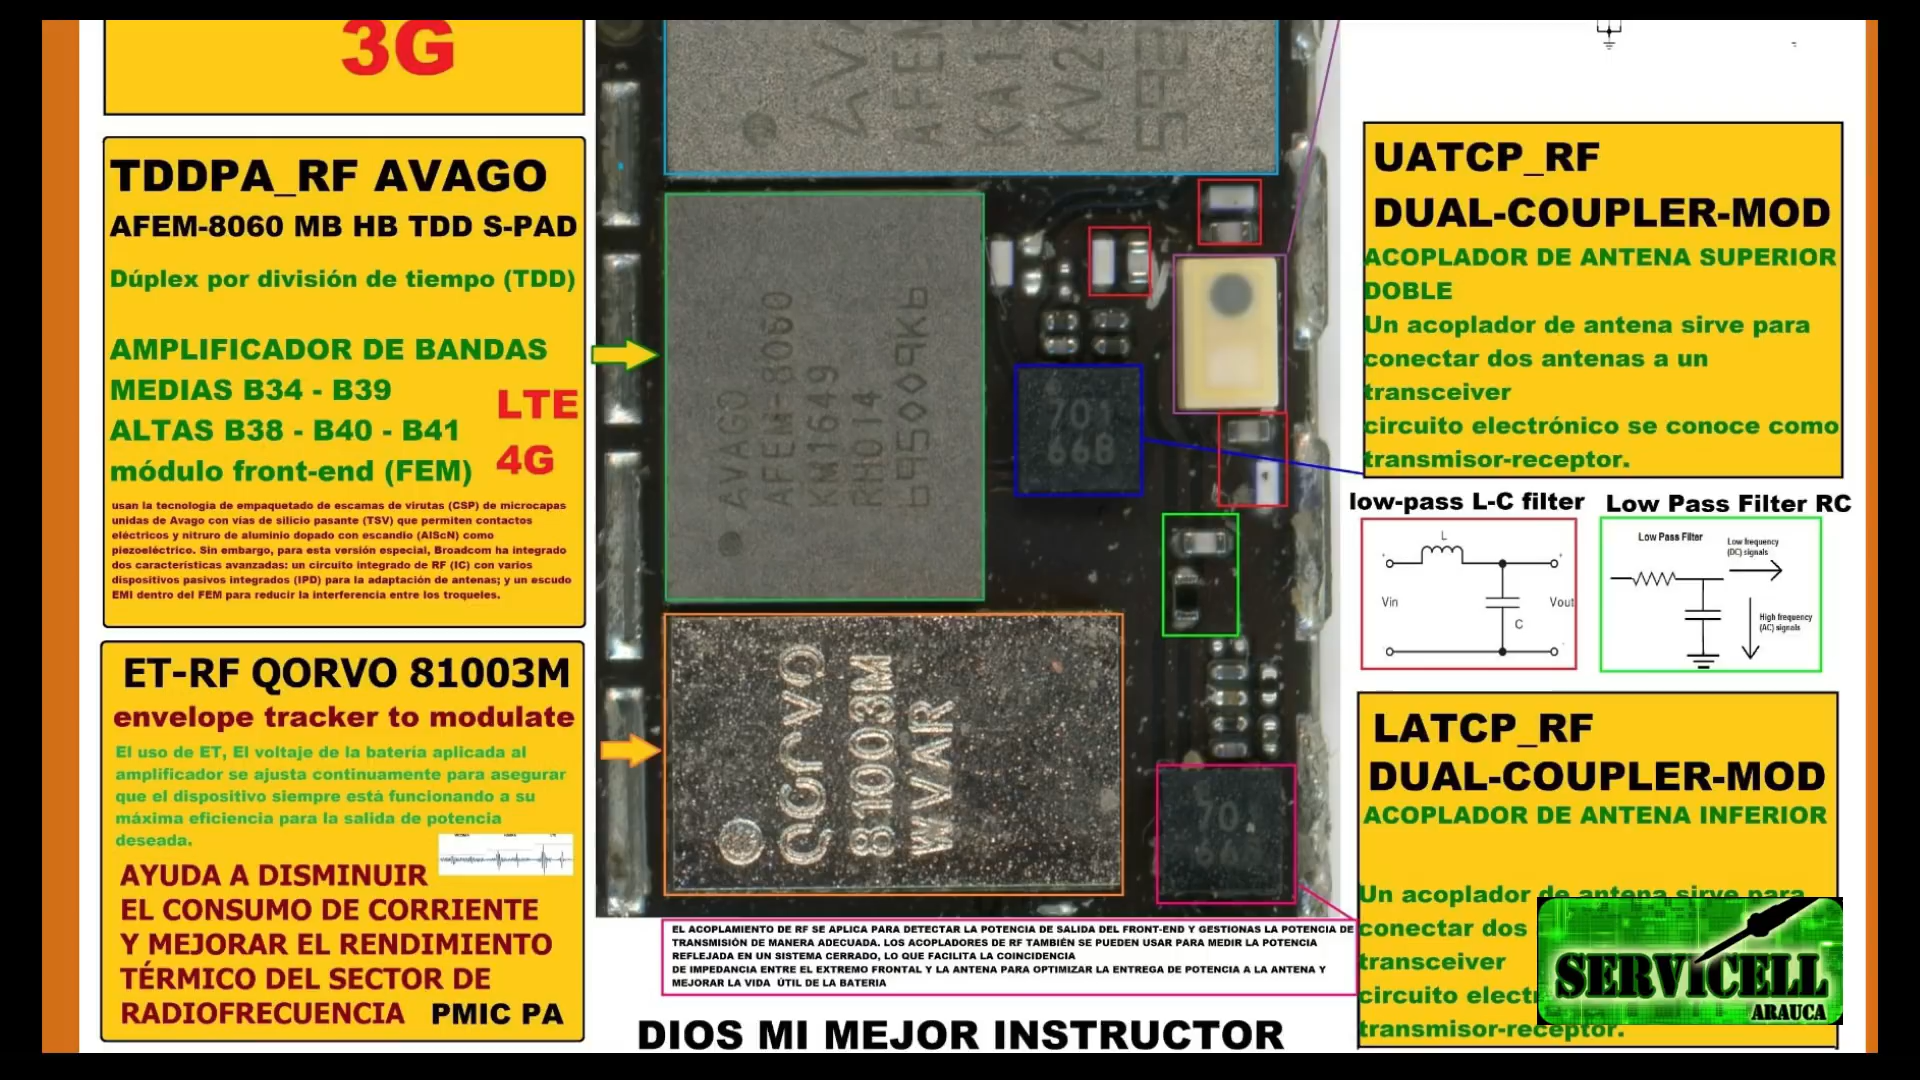 3G
TDDPA_RF AVAGO
AFEM-8060 MB HB TDD S-PAD
Dúplex por división de tiempo (TDD)
AMPLIFICADOR DE BANDAS
MEDIAS B34 - B39
ALTAS B38 - B40 - B41
módulo front-end (FEM)
LTE
4G
usan la tecnología de empaquetado de escamas de virutas (CSP) de microcapas
unidas de Avago con vías de silicio pasante (TSV) que permiten contactos
eléctricos y nitruro de aluminio dopado con escandio (AlScN) como
piezoeléctrico. Sin embargo, para esta versión especial, Broadcom ha integrado
dos características avanzadas: un circuito integrado de RF (IC) con varios
dispositivos pasivos integrados (IPD) para la adaptación de antenas; y un escudo
EMI dentro del FEM para reducir la interferencia entre los troqueles.
ET-RF QORVO 81003M
envelope tracker to modulate
El uso de ET, El voltaje de la batería aplicada al
amplificador se ajusta continuamente para asegurar
que el dispositivo siempre está funcionando a su
máxima eficiencia para la salida de potencia
deseada.
AYUDA A DISMINUIR
EL CONSUMO DE CORRIENTE
Y MEJORAR EL RENDIMIENTO
TÉRMICO DEL SECTOR DE
RADIOFRECUENCIA PMIC PA
AVAGO
AFEM-8060
KW1649
RH014
701
668
QORVO
81003M
WVAR
EL ACOPLAMIENTO DE RF SE APLICA PARA DETECTAR LA POTENCIA DE SALIDA DEL FRONT-END Y GESTIONAS LA POTENCIA DE
TRANSMISIÓN DE MANERA ADECUADA. LOS ACOPLADORES DE RF TAMBIÉN SE PUEDEN USAR PARA MEDIR LA POTENCIA
REFLEJADA EN UN SISTEMA CERRADO, LO QUE FACILITA LA COINCIDENCIA
DE IMPEDANCIA ENTRE EL EXTREMO FRONTAL Y LA ANTENA PARA OPTIMIZAR LA ENTREGA DE POTENCIA A LA ANTENA Y
MEJORAR LA VIDA ÚTIL DE LA BATERIA
DIOS MI MEJOR INSTRUCTOR
UATCP_RF
DUAL-COUPLER-MOD
ACOPLADOR DE ANTENA SUPERIOR
DOBLE
Un acoplador de antena sirve para
conectar dos antenas a un
transceiver
circuito electrónico se conoce como
transmisor-receptor.
low-pass L-C filter
L
Vin
Vout
C
Low Pass Filter RC
Low Pass Filter
Low frequency
(DC) signals
High frequency
(AC) signals
LATCP_RF
DUAL-COUPLER-MOD
ACOPLADOR DE ANTENA INFERIOR
Un acoplador de antena sirve para
conectar dos
transceiver
circuito elect
transmisor-receptor.
SERVICELL
ARAUCA